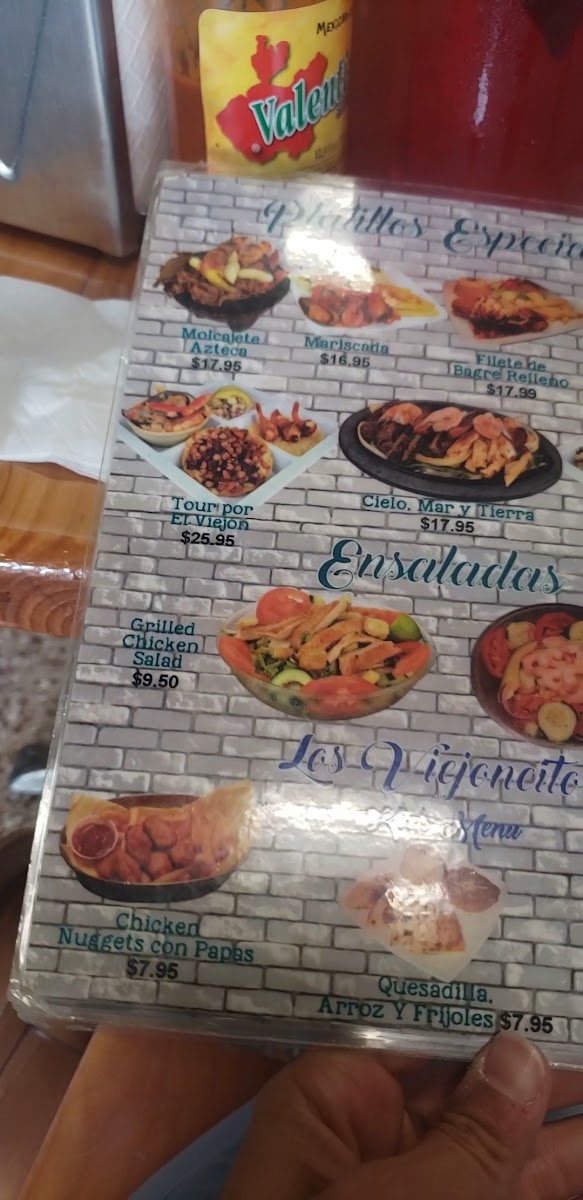 Valenti
Platillos Especia
Molcajete
Azteca
$17.95
Mariscada
$16.95
Filete de
Bagre Relleno
$17.99
Tour por
El Viejon
$25.95
Cielo, Mar y Tierra
$17.95
Ensaladas
Grilled
Chicken
Salad
$9.50
Los Viejoncito
Menu
Chicken
Nuggets con Papas
$7.95
Quesadilla,
Arroz Y Frijoles $7.95